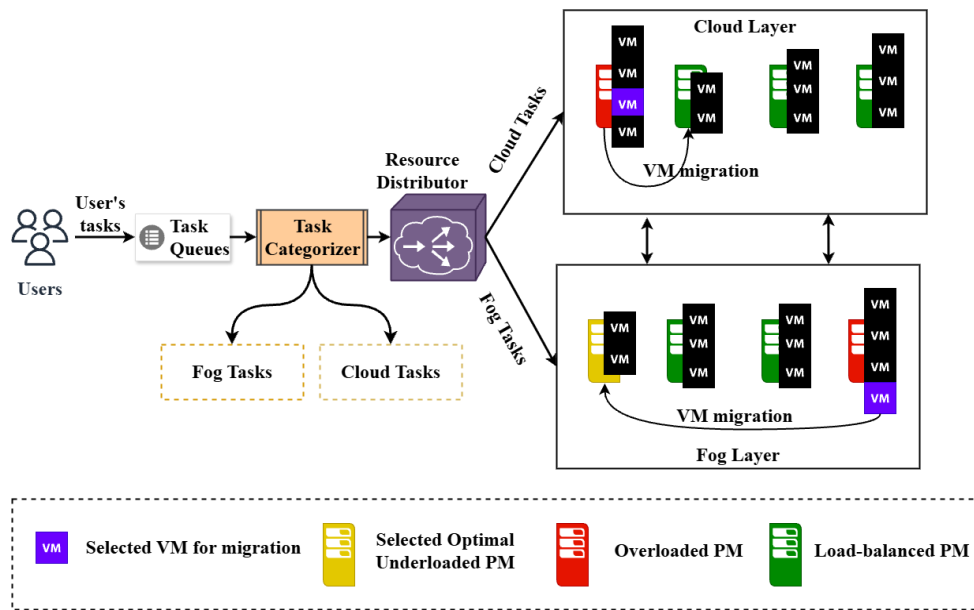 Cloud Layer
VM
VM
VM
VM
VM
VM
VM
VM
VM
VM
VM
VM
VM migration
Cloud Tasks
Resource
Distributor
User's
tasks
Task
Queues
Task
Categorizer
Users
Fog Tasks
Fog Tasks
Cloud Tasks
VM
VM
VM
VM
VM
VM
VM
VM
VM
VM
VM
VM
VM migration
Fog Layer
VM
Selected VM for migration
Selected Optimal
Underloaded PM
Overloaded PM
Load-balanced PM